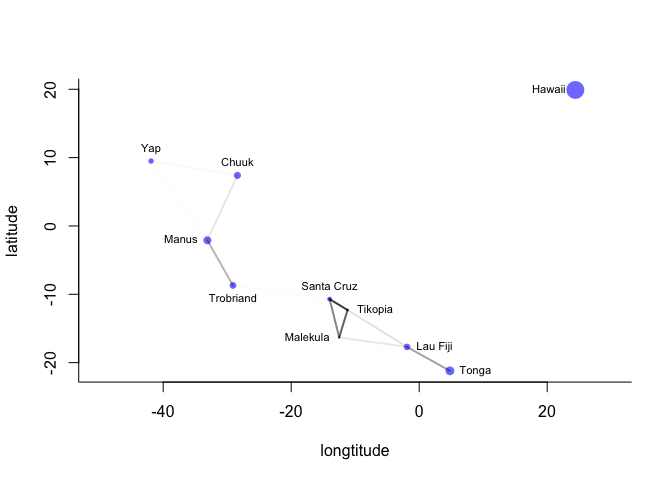 Hawaii
Yap
Chuuk
Manus
Trobriand
Santa Cruz
Tikopia
Malekula
Lau Fiji
Tonga
20
10
0
-10
-20
latitude
-40
-20
0
20
longtitude